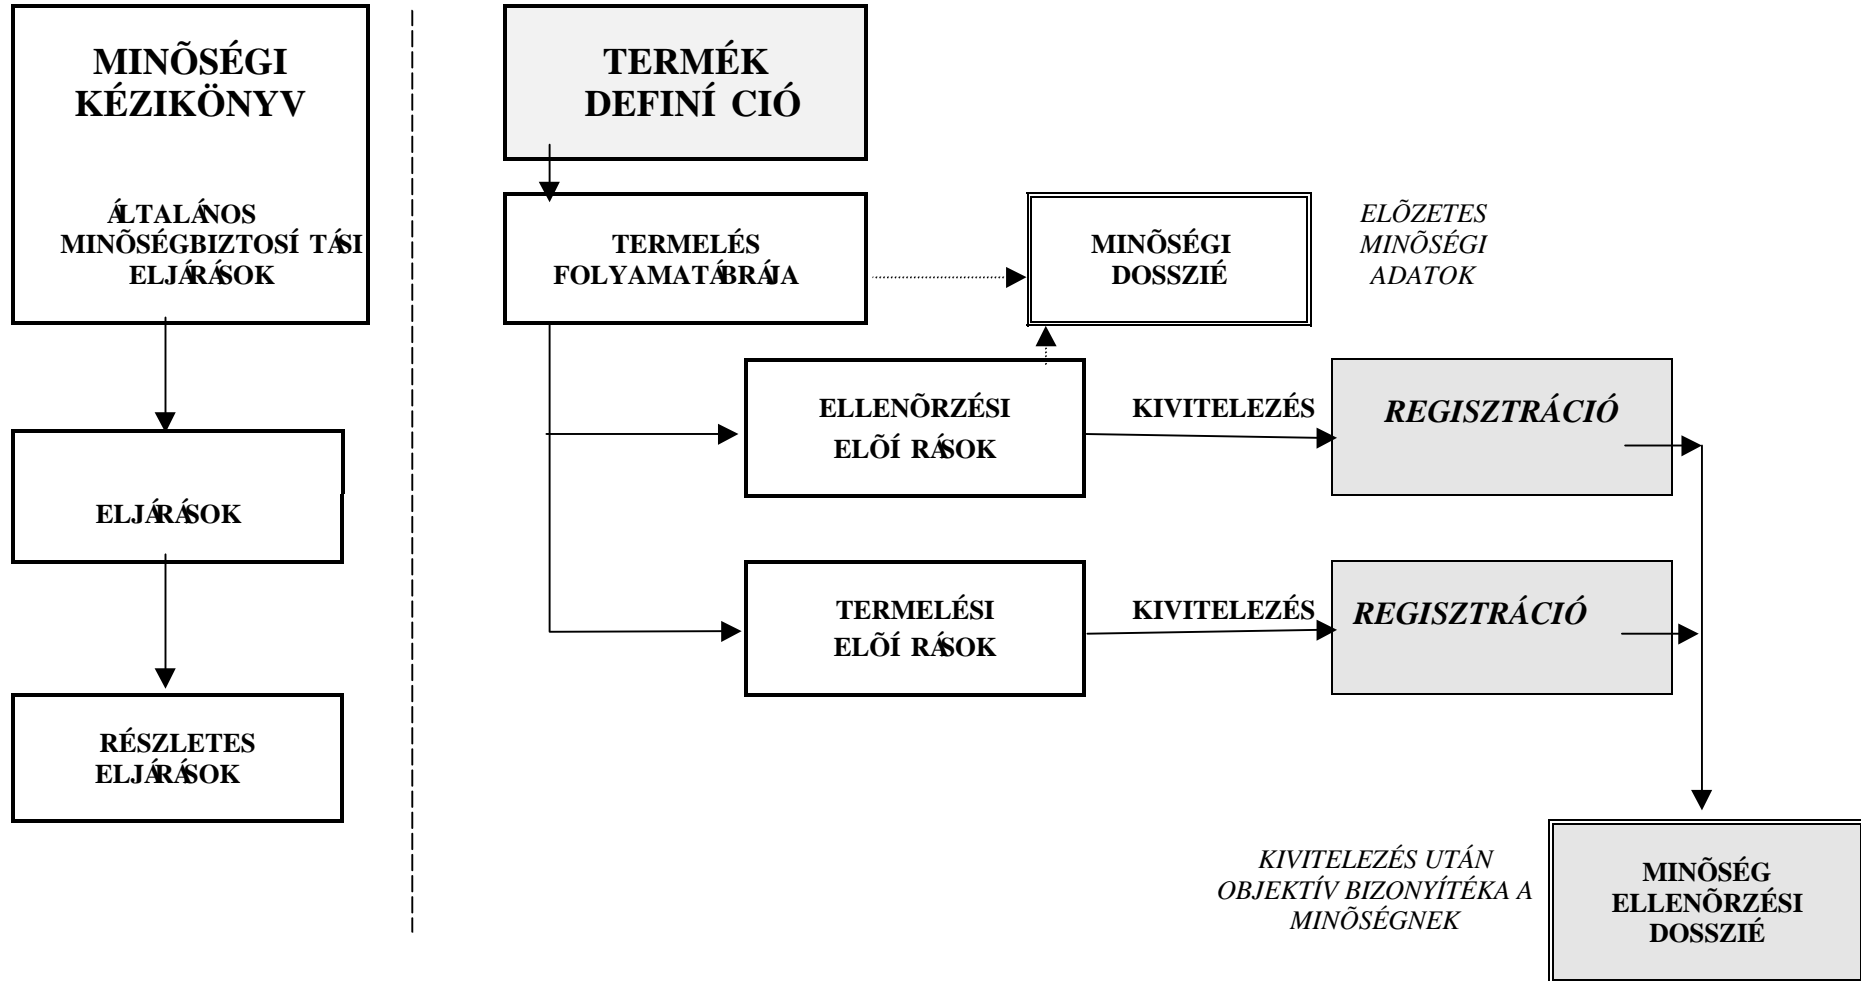 MINÕSÉGI
KÉZIKÖNYV
ÁLTALÁNOS
MINÕSÉGBIZTOSÍ TÁSI
ELJÁRÁSOK
ELJÁRÁSOK
RÉSZLETES
ELJÁRÁSOK
TERMÉK
DEFINÍ CIÓ
TERMELÉS
FOLYAMATÁBRÁJA
MINÕSÉGI
DOSSZIÉ
ELÕZETES
MINÕSÉGI
ADATOK
ELLENÕRZÉSI
ELÕÍ RÁSOK
KIVITELEZÉS
REGISZTRÁCIÓ
TERMELÉSI
ELÕÍ RÁSOK
KIVITELEZÉS
REGISZTRÁCIÓ
KIVITELEZÉS UTÁN
OBJEKTÍV BIZONYÍTÉKA A
MINÕSÉGNEK
MINÕSÉG
ELLENÕRZÉSI
DOSSZIÉ